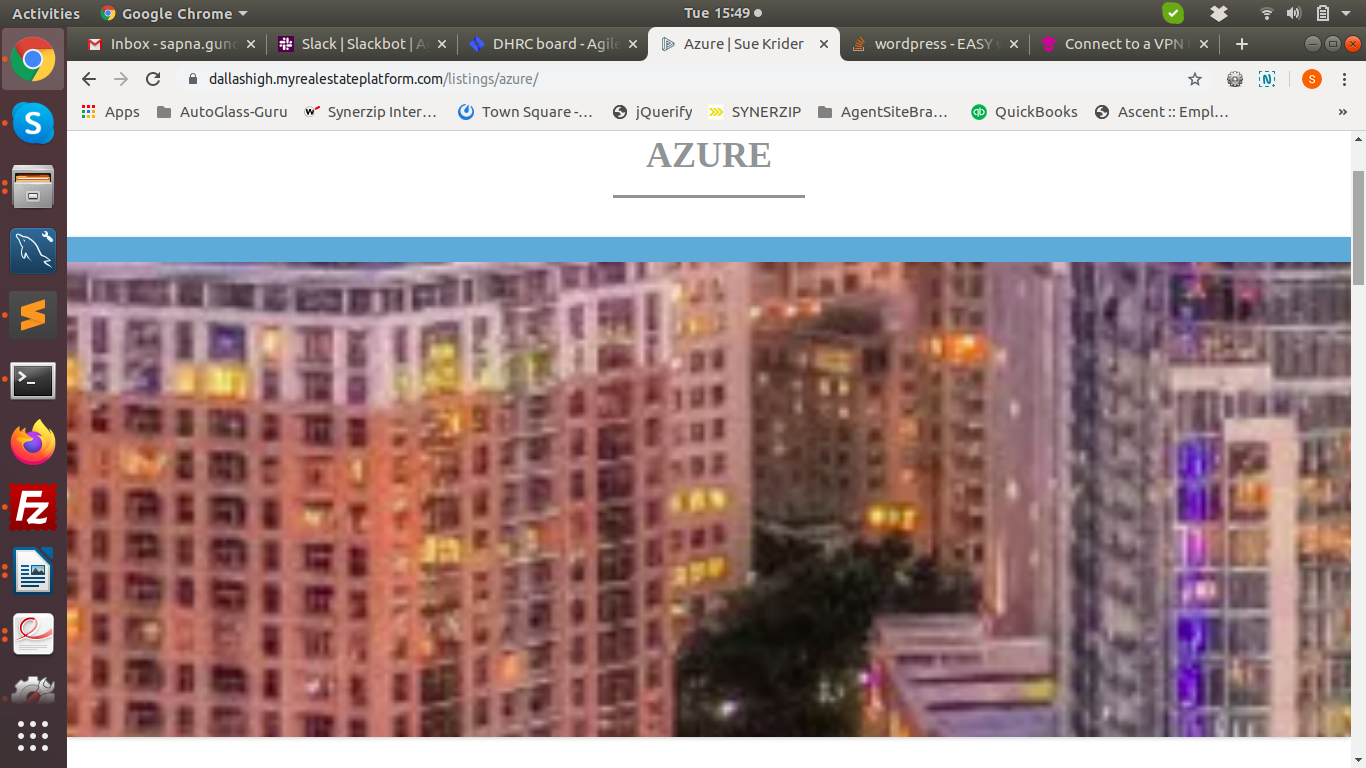 Activities Google Chrome Tue 15:49
Inbox - sapna.gund Slack | Slackbot | A DHRC board - Agile Azure | Sue Krider wordpress - EASY w Connect to a VPN
dallashigh.myrealestateplatform.com/listings/azure/ S
Apps AutoGlass-Guru Synerzip Inter… Town Square -… jQuerify SYNERZIP AgentSiteBra… QuickBooks Ascent :: Empl… »
AZURE